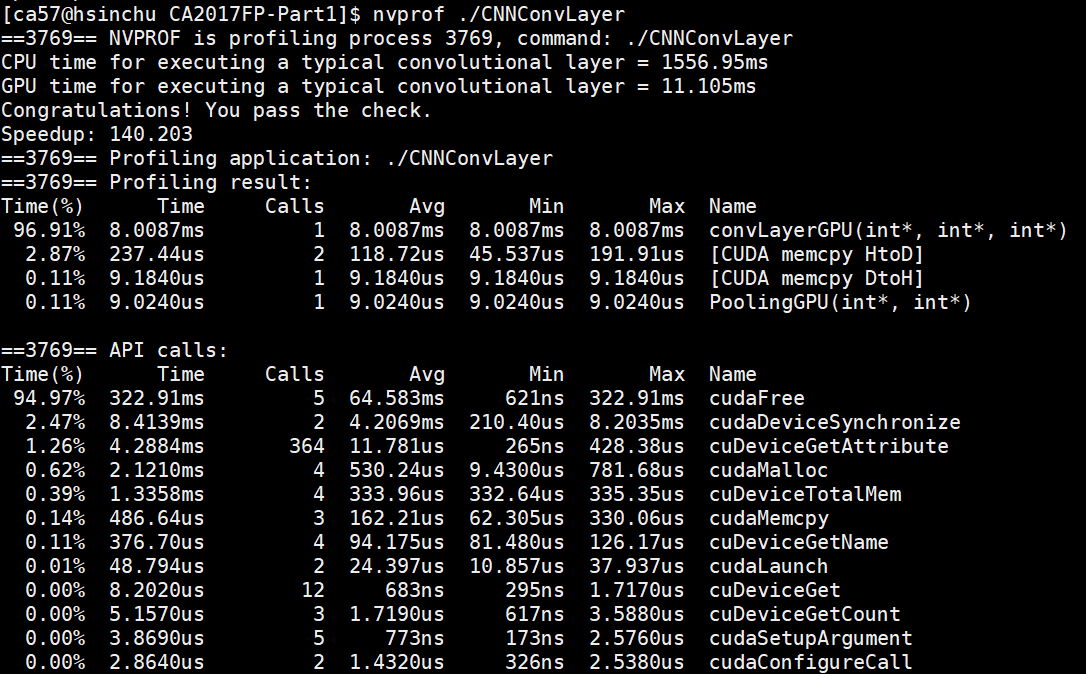 [ca57@hsinchu CA2017FP-Part1]$ nvprof ./CNNConvLayer
==3769== NVPROF is profiling process 3769, command: ./CNNConvLayer
CPU time for executing a typical convolutional layer = 1556.95ms
GPU time for executing a typical convolutional layer = 11.105ms
Congratulations! You pass the check.
Speedup: 140.203
==3769== Profiling application: ./CNNConvLayer
==3769== Profiling result:
Time(%)      Time     Calls       Avg       Min       Max  Name
 96.91%  8.0087ms         1  8.0087ms  8.0087ms  8.0087ms  convLayerGPU(int*, int*, int*)
  2.87%  237.44us         2  118.72us  45.537us  191.91us  [CUDA memcpy HtoD]
  0.11%  9.1840us         1  9.1840us  9.1840us  9.1840us  [CUDA memcpy DtoH]
  0.11%  9.0240us         1  9.0240us  9.0240us  9.0240us  PoolingGPU(int*, int*)

==3769== API calls:
Time(%)      Time     Calls       Avg       Min       Max  Name
 94.97%  322.91ms         5  64.583ms     621ns  322.91ms  cudaFree
  2.47%  8.4139ms         2  4.2069ms  210.40us  8.2035ms  cudaDeviceSynchronize
  1.26%  4.2884ms       364  11.781us     265ns  428.38us  cuDeviceGetAttribute
  0.62%  2.1210ms         4  530.24us  9.4300us  781.68us  cudaMalloc
  0.39%  1.3358ms         4  333.96us  332.64us  335.35us  cuDeviceTotalMem
  0.14%  486.64us         3  162.21us  62.305us  330.06us  cudaMemcpy
  0.11%  376.70us         4  94.175us  81.480us  126.17us  cuDeviceGetName
  0.01%  48.794us         2  24.397us  10.857us  37.937us  cudaLaunch
  0.00%  8.2020us        12     683ns     295ns  1.7170us  cuDeviceGet
  0.00%  5.1570us         3  1.7190us     617ns  3.5880us  cuDeviceGetCount
  0.00%  3.8690us         5     773ns     173ns  2.5760us  cudaSetupArgument
  0.00%  2.8640us         2  1.4320us     326ns  2.5380us  cudaConfigureCall